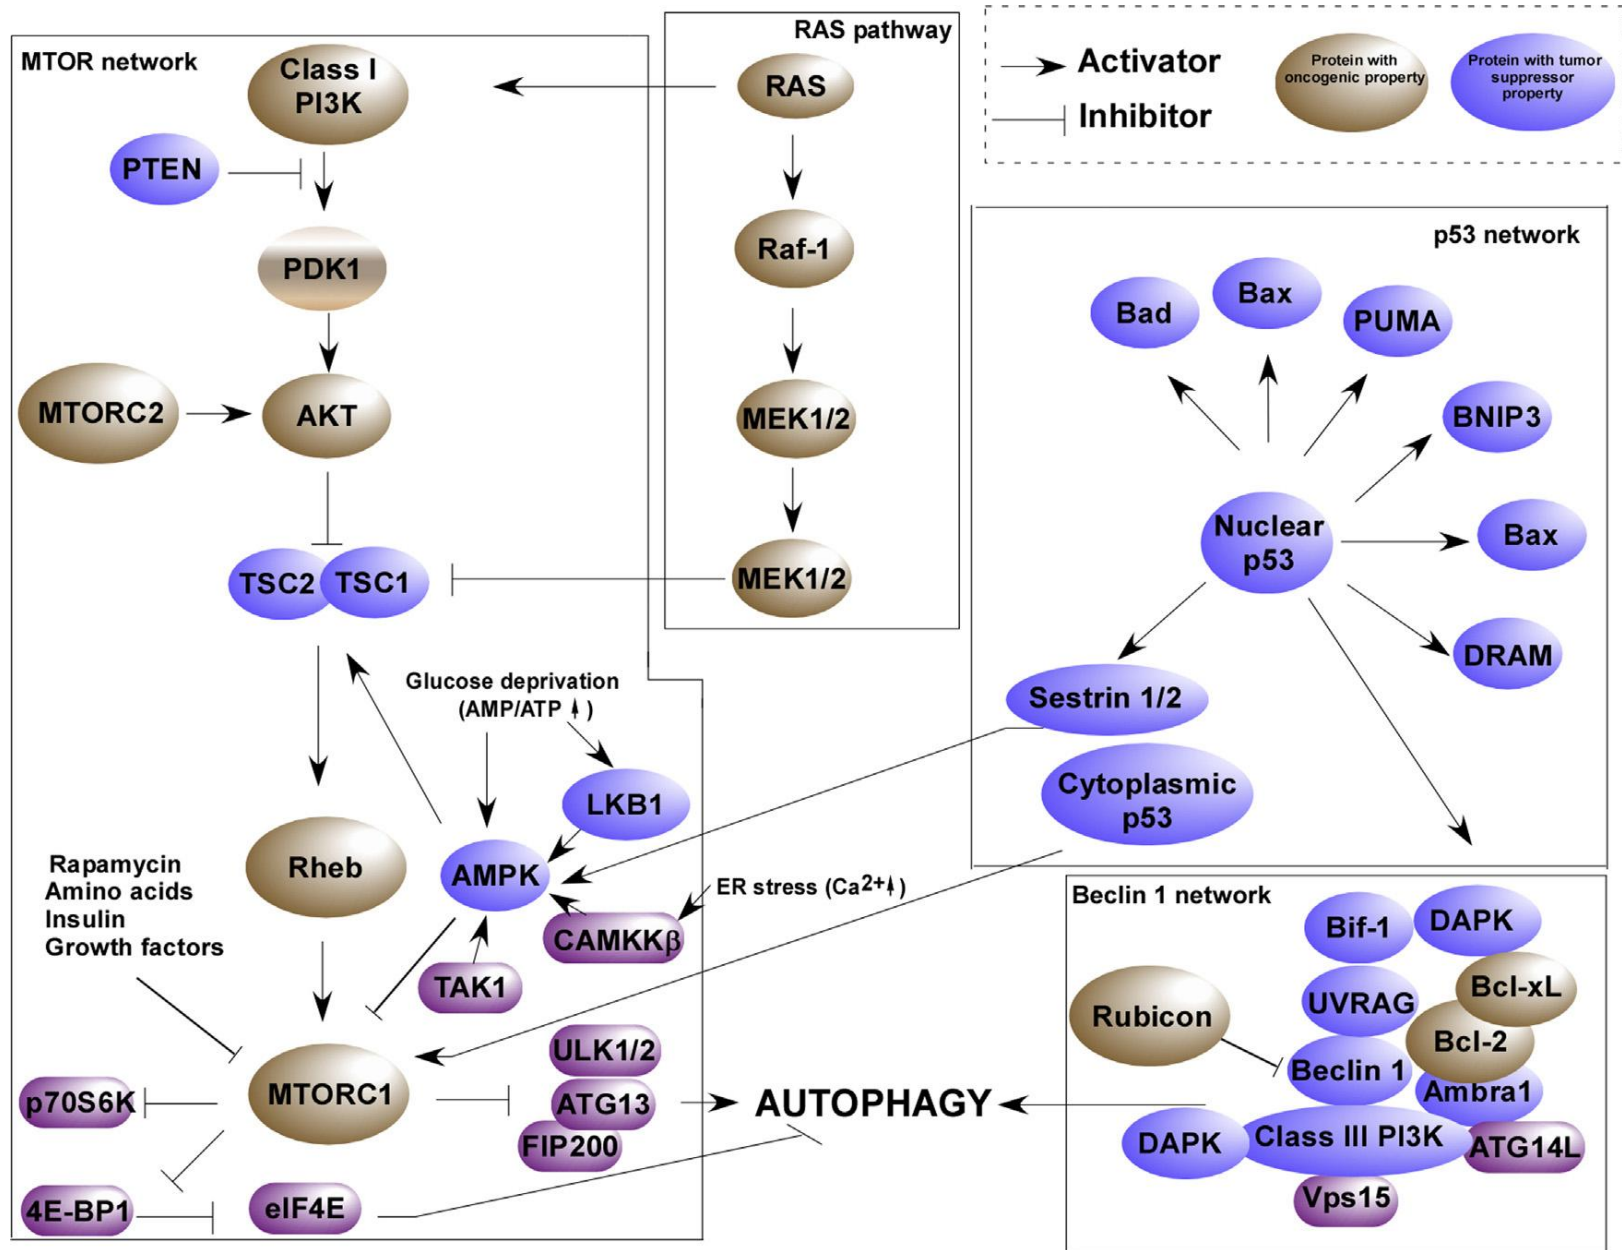 MTOR network
Class I
PI3K
PTEN
PDK1
MTORC2
AKT
TSC2
TSC1
Glucose deprivation
(AMP/ATP )
LKB1
Rheb
AMPK
Rapamycin
Amino acids
Insulin
Growth factors
ER stress (Ca2+ )
CAMKKβ
TAK1
MTORC1
ULK1/2
ATG13
FIP200
p70S6K
4E-BP1
eIF4E
RAS pathway
RAS
Raf-1
MEK1/2
MEK1/2
Activator
Inhibitor
Protein with
oncogenic property
Protein with tumor
suppressor
property
p53 network
Bad
Bax
PUMA
BNIP3
Nuclear
p53
Bax
DRAM
Sestrin 1/2
Cytoplasmic
p53
AUTOPHAGY
Beclin 1 network
Bif-1
DAPK
Bcl-xL
UVRAG
Rubicon
Bcl-2
Beclin 1
Ambra1
DAPK
Class III PI3K
ATG14L
Vps15